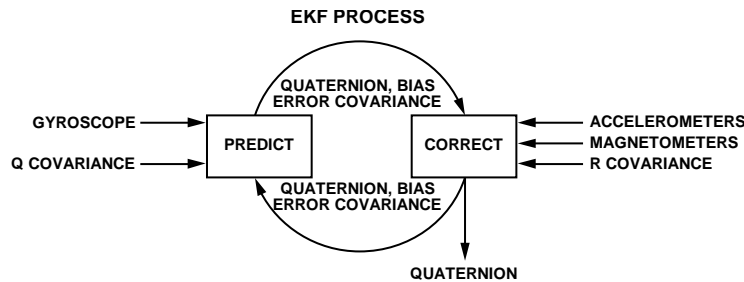 EKF PROCESS
QUATERNION, BIAS
ERROR COVARIANCE
GYROSCOPE
Q COVARIANCE
PREDICT
CORRECT
ACCELEROMETERS
MAGNETOMETERS
R COVARIANCE
QUATERNION, BIAS
ERROR COVARIANCE
QUATERNION